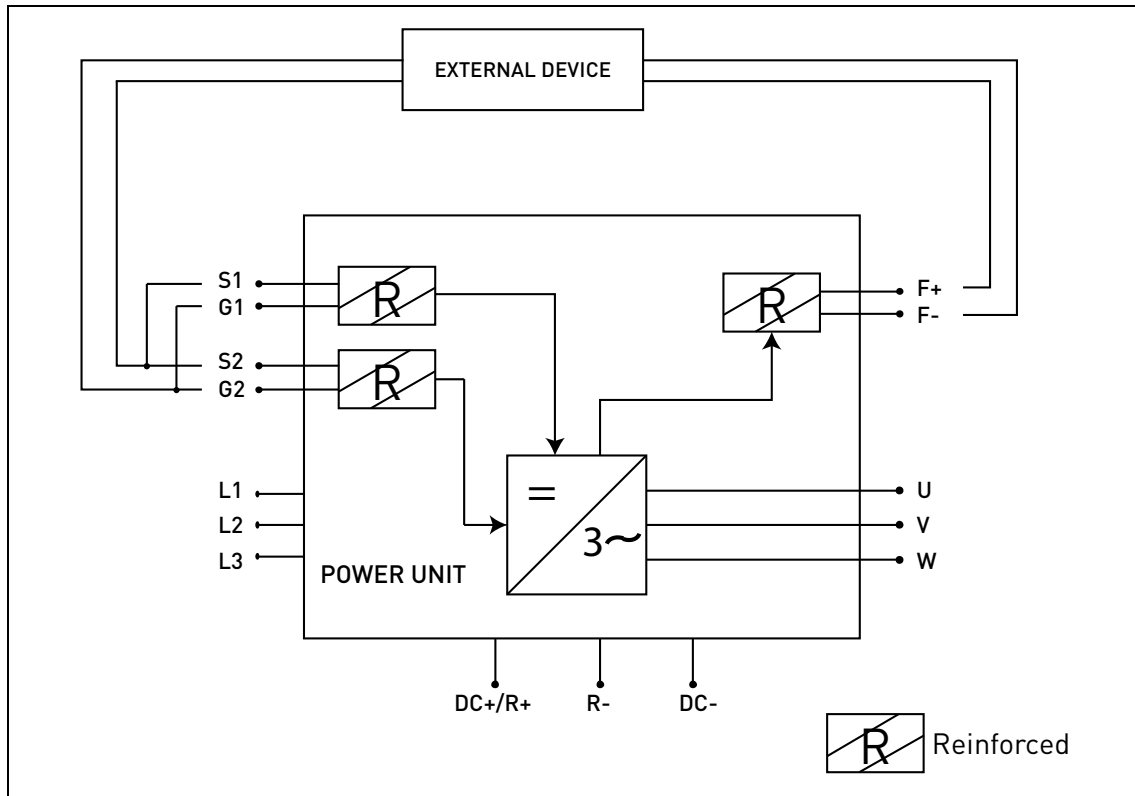 EXTERNAL DEVICE
S1
G1
S2
G2
R
R
R
F+
F-
L1
L2
L3
=
3~
U
V
W
POWER UNIT
DC+/R+
R-
DC-
R
Reinforced